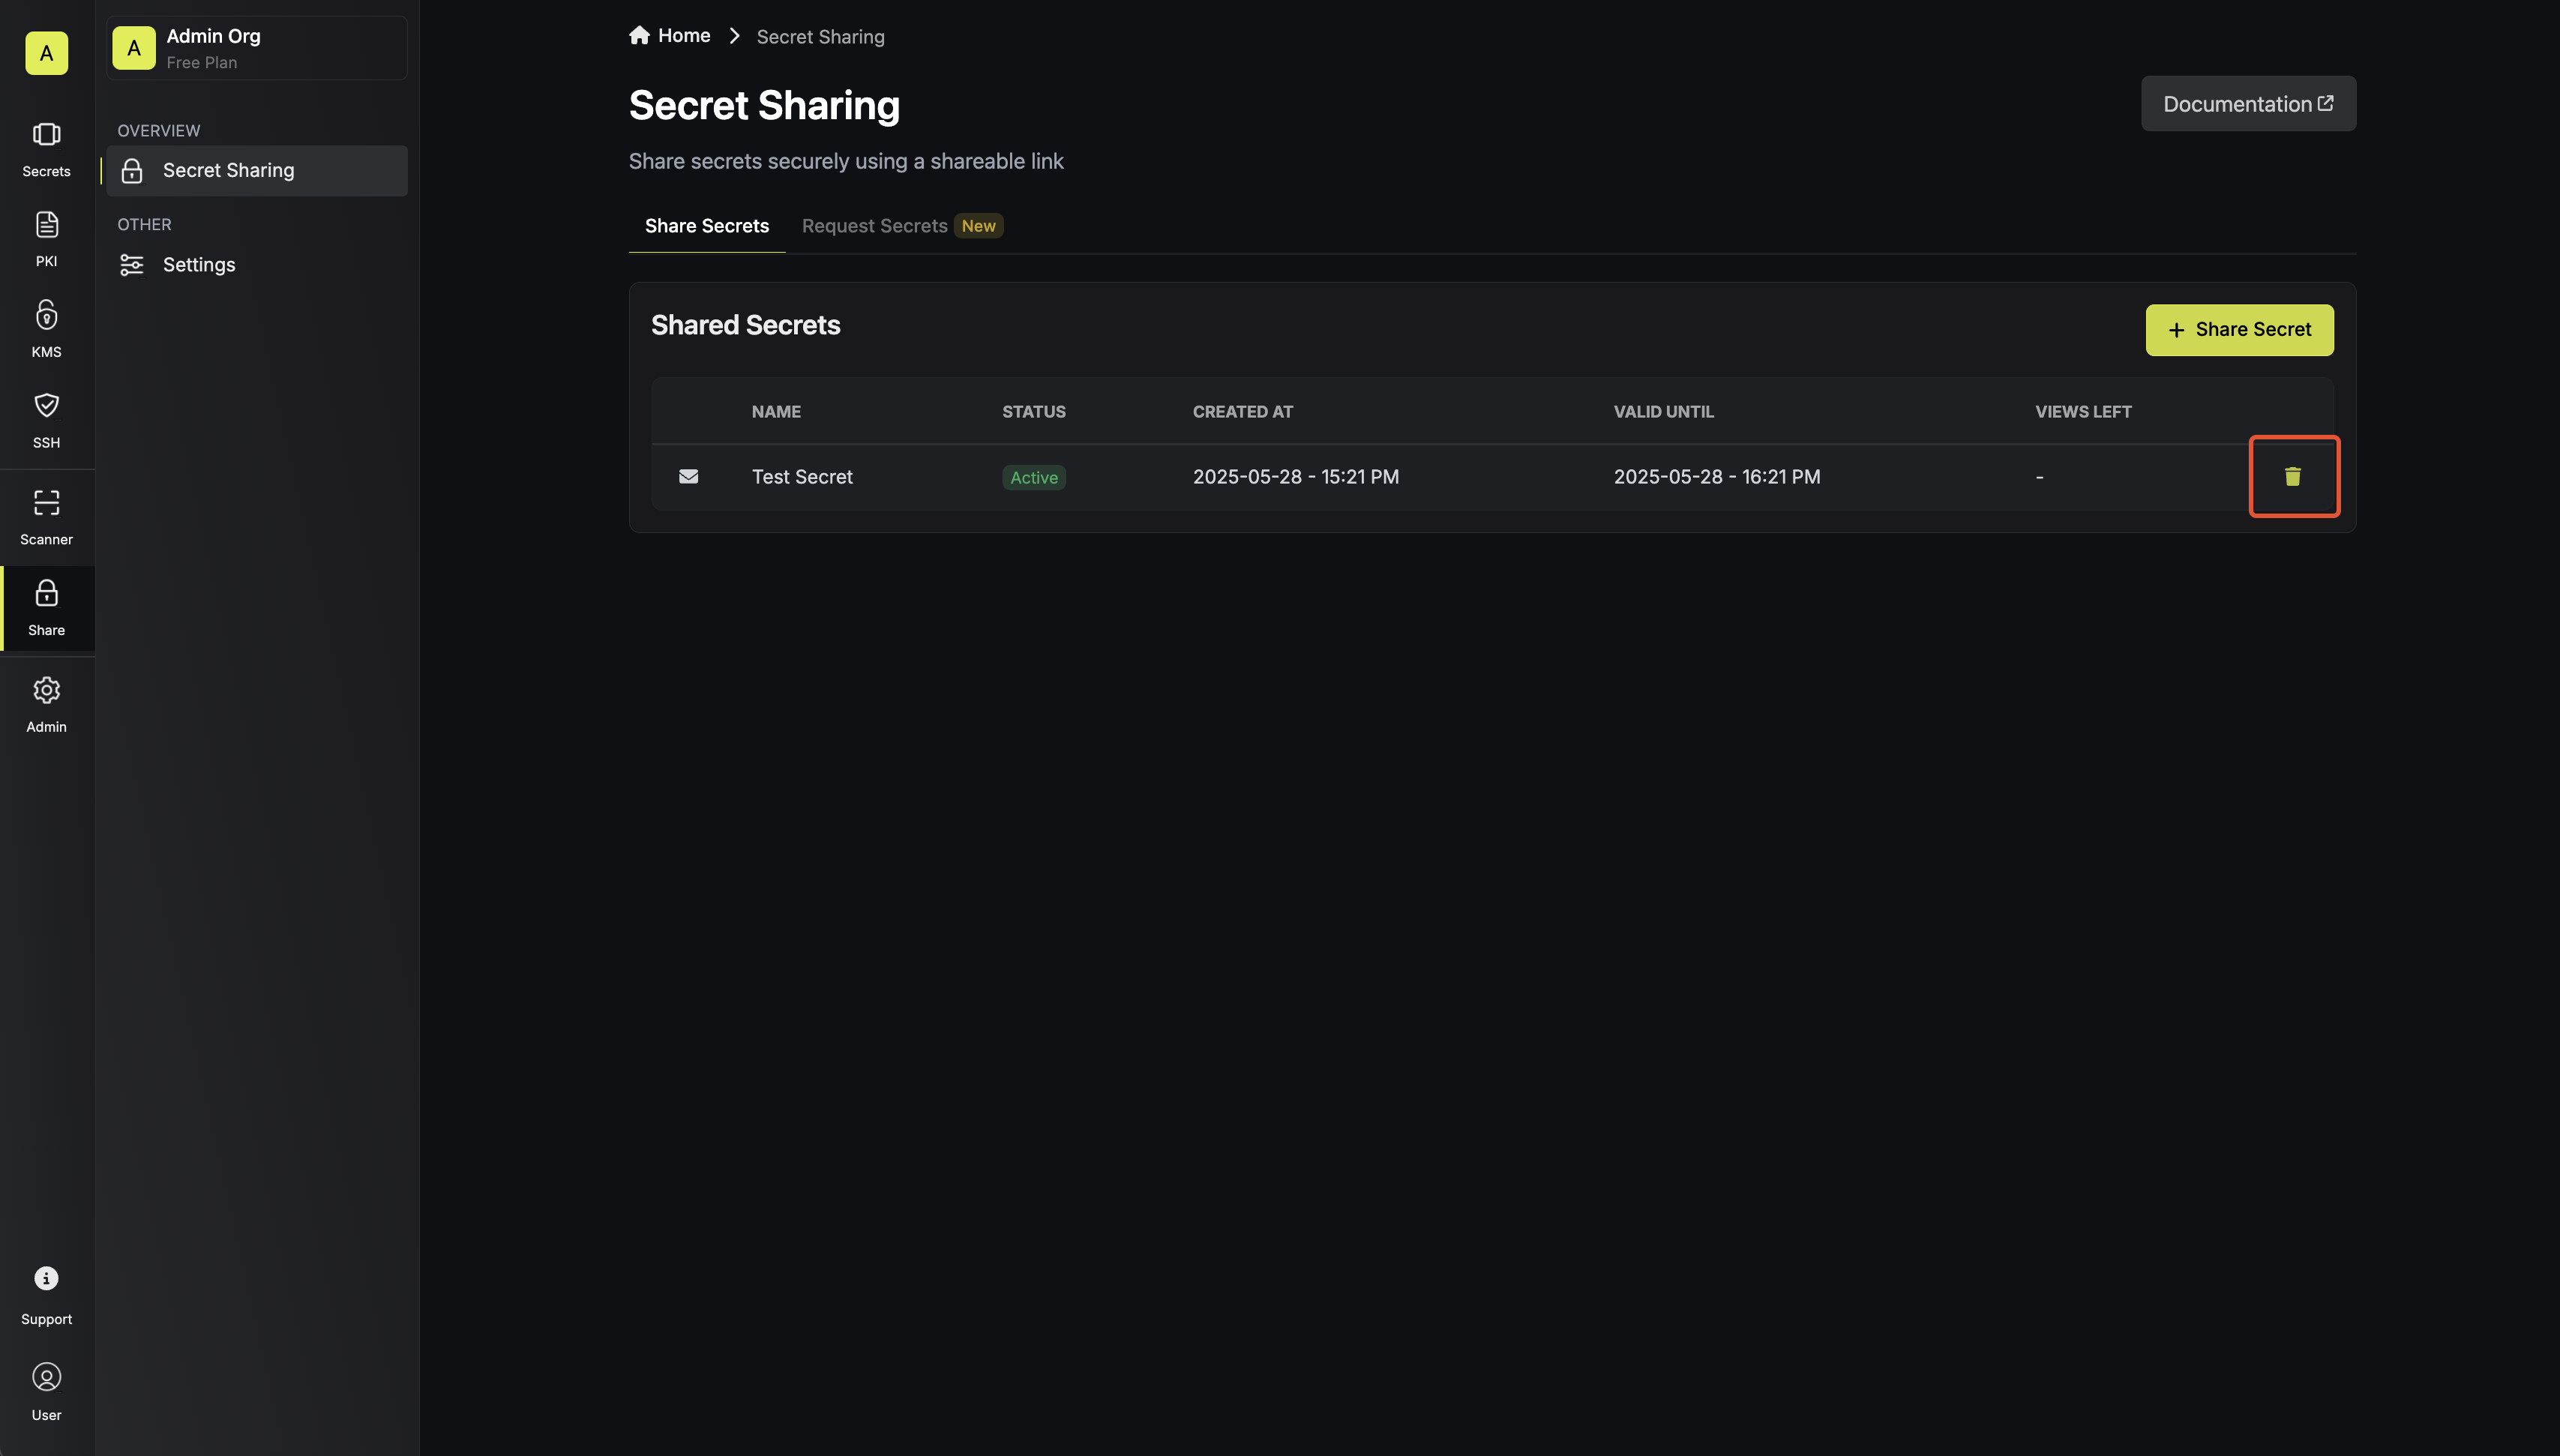 A
Secrets
PKI
KMS
SSH
Scanner
Share
Admin
Support
User
A
Admin Org
Free Plan
OVERVIEW
Secret Sharing
OTHER
Settings
Home
Secret Sharing
Secret Sharing
Documentation
Share secrets securely using a shareable link
Share Secrets
Request Secrets New
Shared Secrets
+ Share Secret
NAME STATUS CREATED AT VALID UNTIL VIEWS LEFT
Test Secret Active 2025-05-28 - 15:21 PM 2025-05-28 - 16:21 PM -